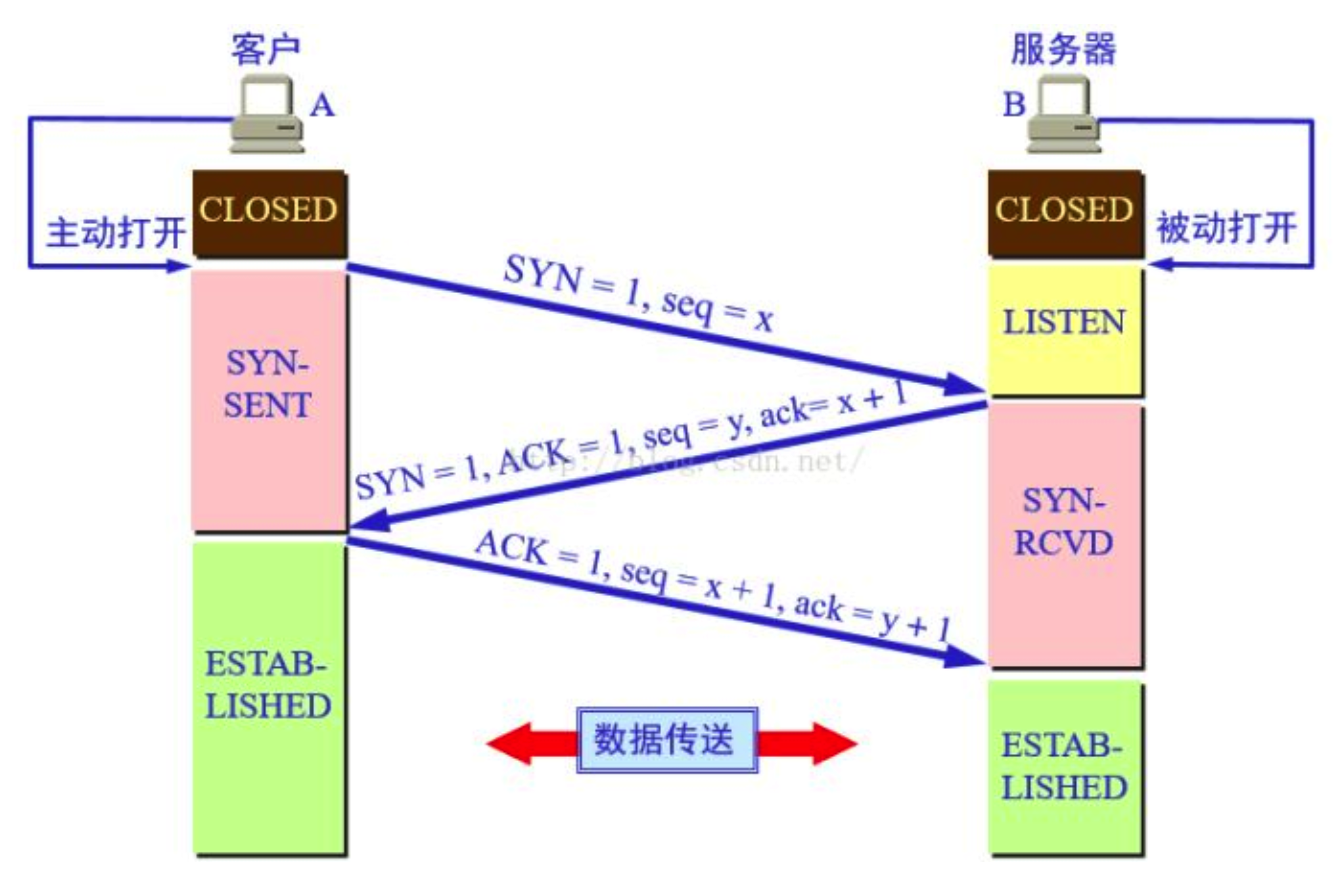 客户
服务器
A
B
CLOSED
CLOSED
主动打开
被动打开
SYN = 1, seq = x
LISTEN
SYN-
SENT
SYN = 1, ACK = 1, seq = y, ack= x + 1
http://blog.csdn.net/
SYN-
RCVD
ACK = 1, seq = x + 1, ack = y + 1
ESTAB-
LISHED
数据传送
ESTAB-
LISHED